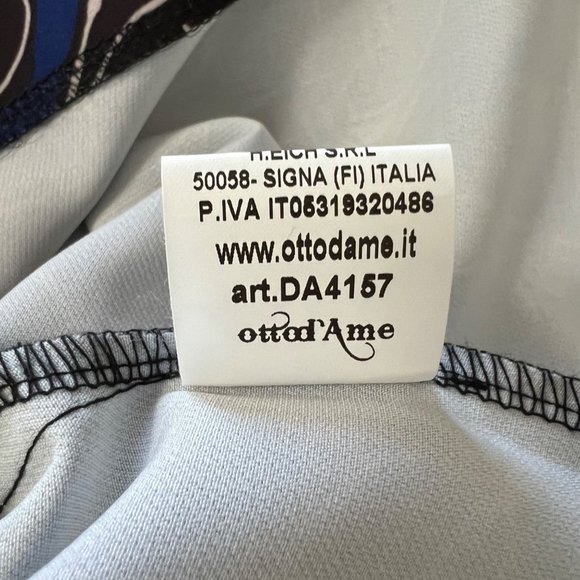 H.EICH S.R.L
50058- SIGNA (FI) ITALIA
P.IVA IT05319320486
www.ottodame.it
art.DA4157
ottod'Ame